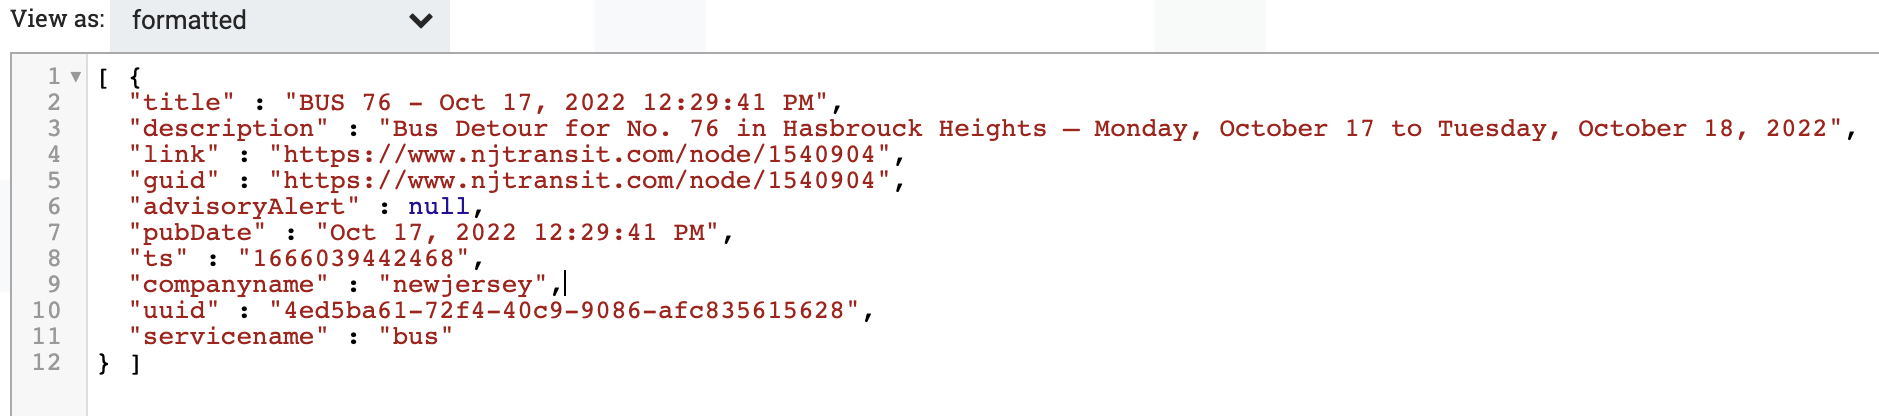 View as: formatted
1 [ {
2 "title" : "BUS 76 - Oct 17, 2022 12:29:41 PM",
3 "description" : "Bus Detour for No. 76 in Hasbrouck Heights – Monday, October 17 to Tuesday, October 18, 2022",
4 "link" : "https://www.njtransit.com/node/1540904",
5 "guid" : "https://www.njtransit.com/node/1540904",
6 "advisoryAlert" : null,
7 "pubDate" : "Oct 17, 2022 12:29:41 PM",
8 "ts" : "1666039442468",
9 "companyname" : "newjersey",
10 "uuid" : "4ed5ba61-72f4-40c9-9086-afc835615628",
11 "servicename" : "bus"
12 } ]